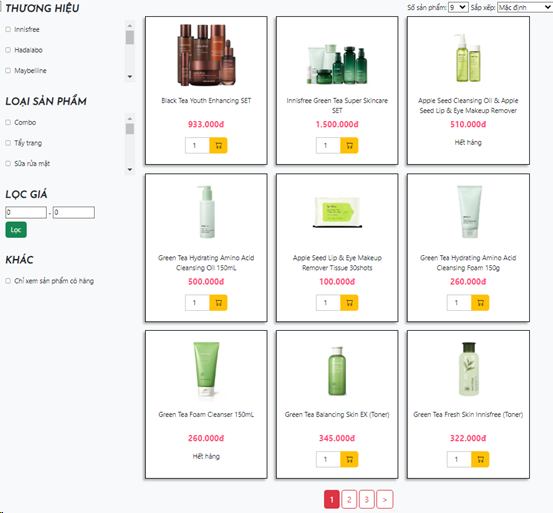 THƯƠNG HIỆU
Innisfree
Hadalabo
Maybelline
LOẠI SẢN PHẨM
Combo
Tẩy trang
Sữa rửa mặt
LỌC GIÁ
0 - 0
Lọc
KHÁC
Chỉ xem sản phẩm có hàng
Số sản phẩm: 9 Sắp xếp: Mặc định
Black Tea Youth Enhancing SET
933.000đ
1
Innisfree Green Tea Super Skincare
SET
1.500.000đ
1
Apple Seed Cleansing Oil & Apple
Seed Lip & Eye Makeup Remover
510.000đ
Hết hàng
Green Tea Hydrating Amino Acid
Cleansing Oil 150mL
500.000đ
1
Apple Seed Lip & Eye Makeup
Remover Tissue 30shots
100.000đ
1
Green Tea Hydrating Amino Acid
Cleansing Foam 150g
260.000đ
1
Green Tea Foam Cleanser 150mL
260.000đ
Hết hàng
Green Tea Balancing Skin EX (Toner)
345,000đ
1
Green Tea Fresh Skin Innisfree (Toner)
322.000đ
1
1 2 3 >